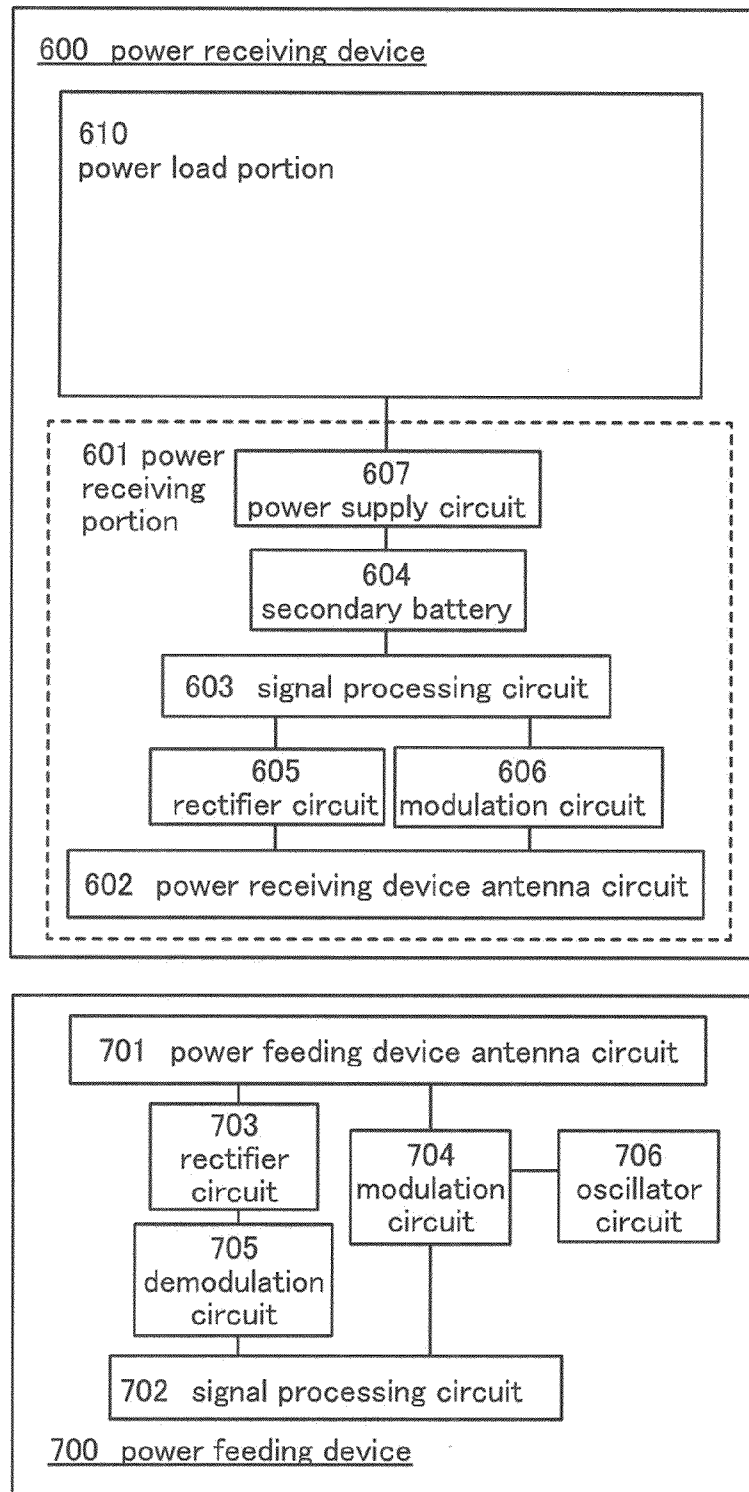 600 power receiving device
610
power load portion
601 power
receiving
portion
607
power supply circuit
604
secondary battery
603 signal processing circuit
605
rectifier circuit
606
modulation circuit
602 power receiving device antenna circuit
701 power feeding device antenna circuit
703
rectifier
circuit
704
modulation
circuit
706
oscillator
circuit
705
demodulation
circuit
702 signal processing circuit
700 power feeding device